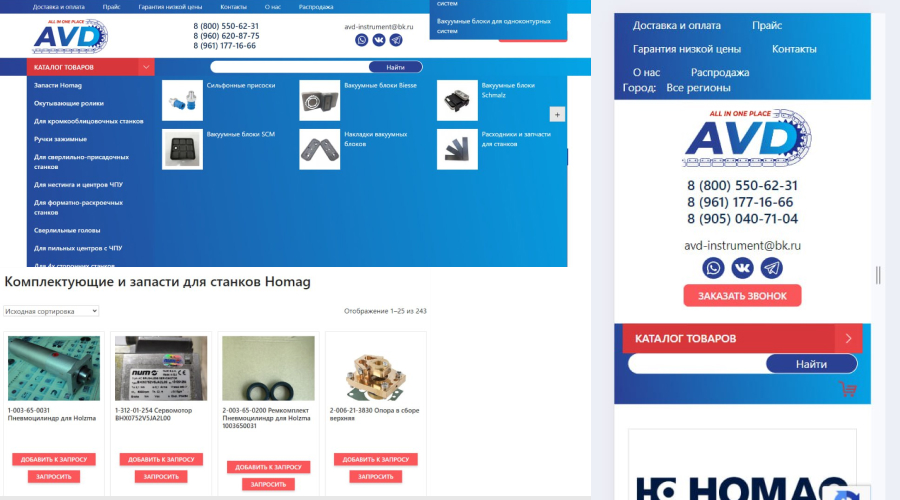 Доставка и оплата
Прайс
Гарантия низкой цены
Контакты
О нас
Распродажа
систем
Вакуумные блоки для одноконтурных
систем
ALL IN ONE PLACE
AVD
8 (800) 550-62-31
8 (960) 620-87-75
8 (961) 177-16-66
avd-instrument@bk.ru
КАТАЛОГ ТОВАРОВ
Найти
Запасти Homag
Окутывающие ролики
Для кромкооблицовочных станков
Ручки зажимные
Для сверлильно-присадочных
станков
Для нестинга и центров ЧПУ
Для форматно-раскроечных
станков
Сверлильные головы
Для пильных центров с ЧПУ
Для 4х сторонних станков
Сильфонные присоски
Вакуумные блоки Biesse
Вакуумные блоки
Schmalz
Вакуумные блоки SCM
Накладки вакуумных
блоков
Расходники и запчасти
для станков
+
Комплектующие и запасти для станков Homag
Исходная сортировка
Отображение 1–25 из 243
num
1-003-65-0031
Пневмоцилиндр для Holzma
1-312-01-254 Сервомотор
BHX0752V5JA2L00
2-003-65-0200 Ремкомплект
Пневмоцилиндр для Holzma
1003650031
2-006-21-3830 Опора в сборе
верхняя
ДОБАВИТЬ К ЗАПРОСУ
ЗАПРОСИТЬ
ДОБАВИТЬ К ЗАПРОСУ
ЗАПРОСИТЬ
ДОБАВИТЬ К ЗАПРОСУ
ЗАПРОСИТЬ
ДОБАВИТЬ К ЗАПРОСУ
ЗАПРОСИТЬ
Доставка и оплата
Прайс
Гарантия низкой цены
Контакты
О нас
Распродажа
Город: Все регионы
ALL IN ONE PLACE
AVD
8 (800) 550-62-31
8 (961) 177-16-66
8 (905) 040-71-04
avd-instrument@bk.ru
ЗАКАЗАТЬ ЗВОНОК
КАТАЛОГ ТОВАРОВ
Найти
HOMAG